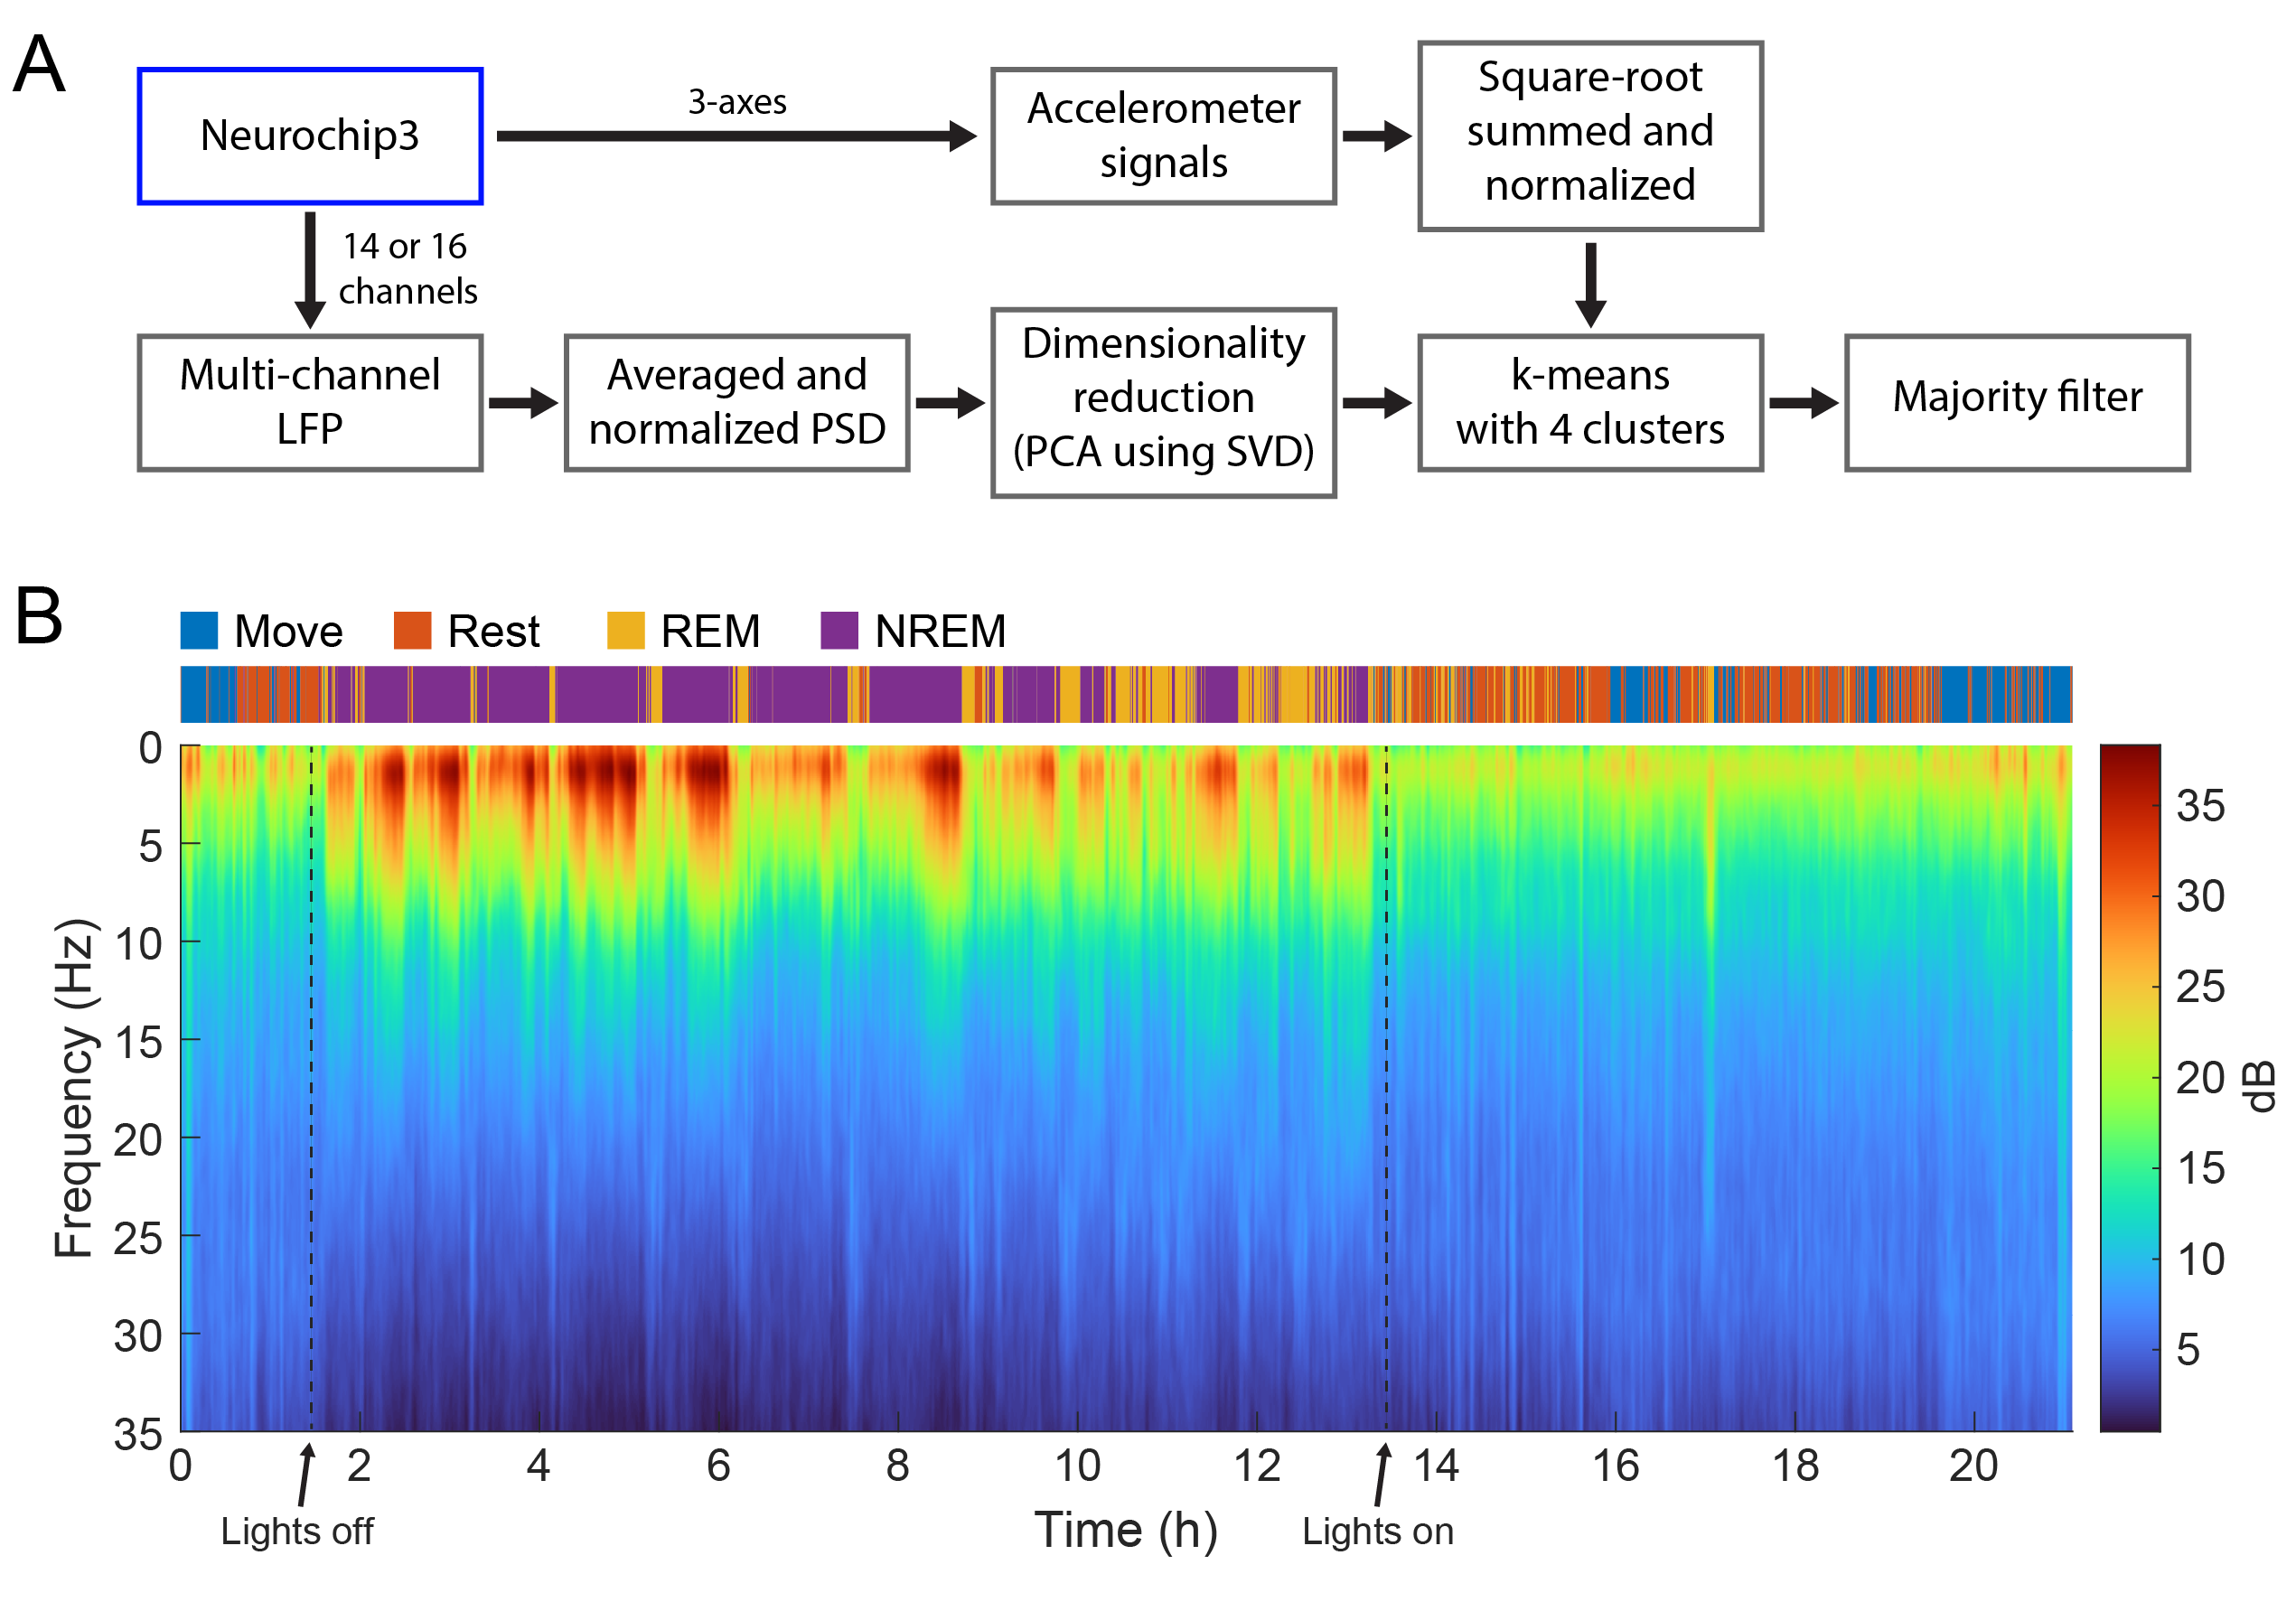 A
Neurochip3
3-axes
Accelerometer
signals
Square-root
summed and
normalized
14 or 16
channels
Multi-channel
LFP
Averaged and
normalized PSD
Dimensionality
reduction
(PCA using SVD)
k-means
with 4 clusters
Majority filter
B
Move
Rest
REM
NREM
0
5
10
15
20
25
30
35
Frequency (Hz)
0
2
4
6
8
10
12
14
16
18
20
Time (h)
Lights off
Lights on
35
30
25
20
15
10
5
dB